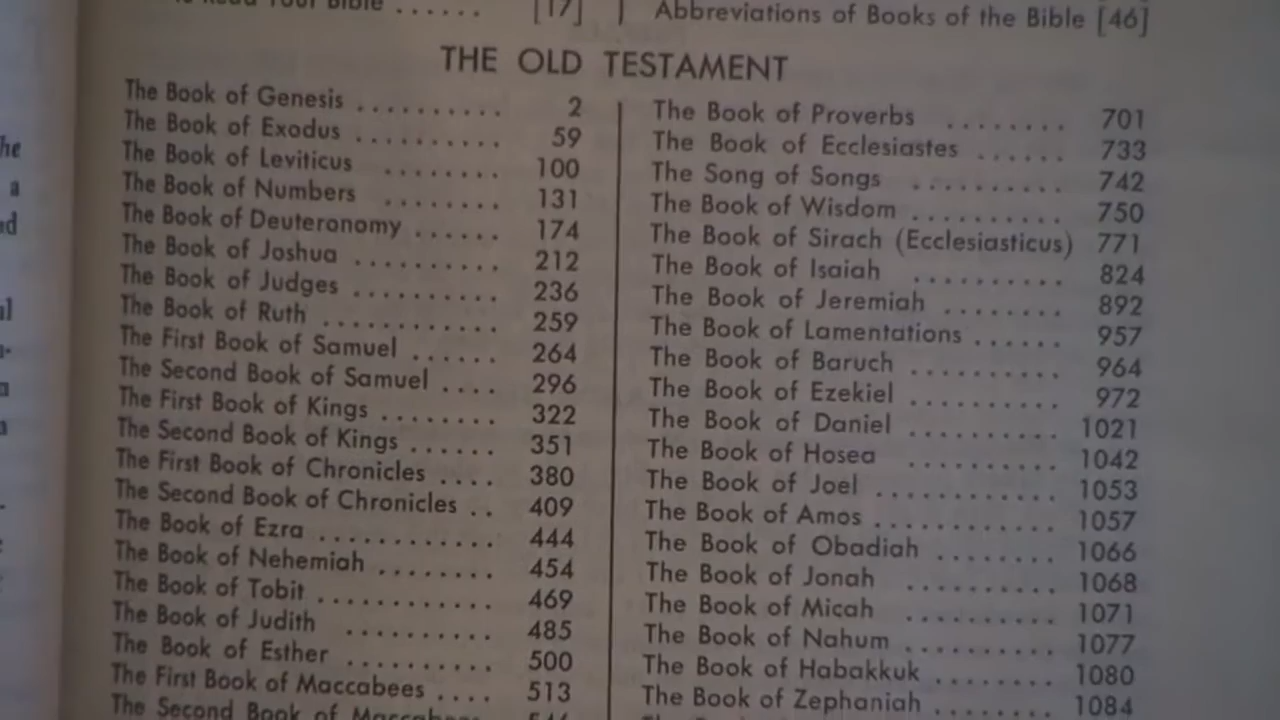 Your Bible ...... [17]
Abbreviations of Books of the Bible [46]
THE OLD TESTAMENT
The Book of Genesis .......... 2
The Book of Exodus .......... 59
The Book of Leviticus ........ 100
The Book of Numbers ........ 131
The Book of Deuteronomy ...... 174
The Book of Joshua .......... 212
The Book of Judges .......... 236
The Book of Ruth ............ 259
The First Book of Samuel ...... 264
The Second Book of Samuel .... 296
The First Book of Kings ....... 322
The Second Book of Kings ...... 351
The First Book of Chronicles .... 380
The Second Book of Chronicles .. 409
The Book of Ezra ............ 444
The Book of Nehemiah ........ 454
The Book of Tobit ............ 469
The Book of Judith .......... 485
The Book of Esther .......... 500
The First Book of Maccabees .... 513
The Second Book of Maccabees
The Book of Proverbs ........ 701
The Book of Ecclesiastes ...... 733
The Song of Songs .......... 742
The Book of Wisdom .......... 750
The Book of Sirach (Ecclesiasticus) 771
The Book of Isaiah .......... 824
The Book of Jeremiah ........ 892
The Book of Lamentations ...... 957
The Book of Baruch .......... 964
The Book of Ezekiel .......... 972
The Book of Daniel .......... 1021
The Book of Hosea .......... 1042
The Book of Joel ............ 1053
The Book of Amos ............ 1057
The Book of Obadiah ........ 1066
The Book of Jonah .......... 1068
The Book of Micah .......... 1071
The Book of Nahum .......... 1077
The Book of Habakkuk ........ 1080
The Book of Zephaniah ........ 1084